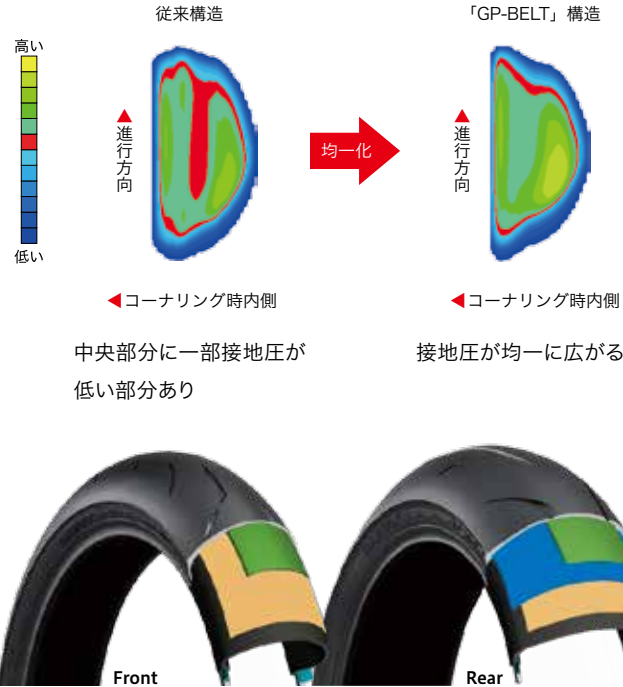 従来構造
「GP-BELT」構造
高い
低い
進行方向
均一化
進行方向
コーナリング時内側
コーナリング時内側
中央部分に一部接地圧が
低い部分あり
接地圧が均一に広がる
Front
Rear